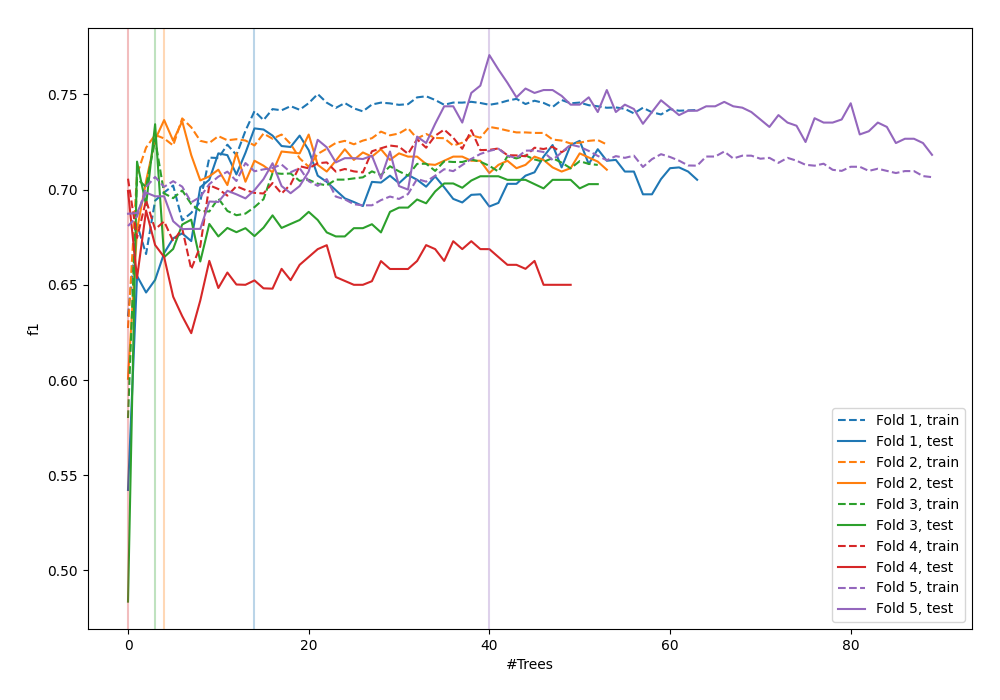 0.75
0.70
0.65
0.60
0.55
0.50
f1
0
20
40
60
80
#Trees
Fold 1, train
Fold 1, test
Fold 2, train
Fold 2, test
Fold 3, train
Fold 3, test
Fold 4, train
Fold 4, test
Fold 5, train
Fold 5, test